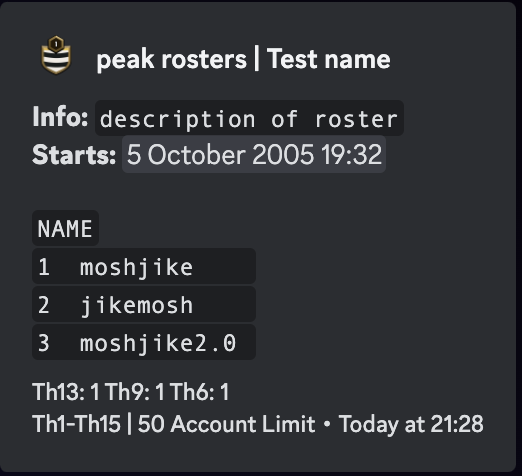 peak rosters | Test name
Info: description of roster
Starts: 5 October 2005 19:32
NAME
1 moshjike
2 jikemosh
3 moshjike2.0
Th13: 1 Th9: 1 Th6: 1
Th1-Th15 | 50 Account Limit • Today at 21:28